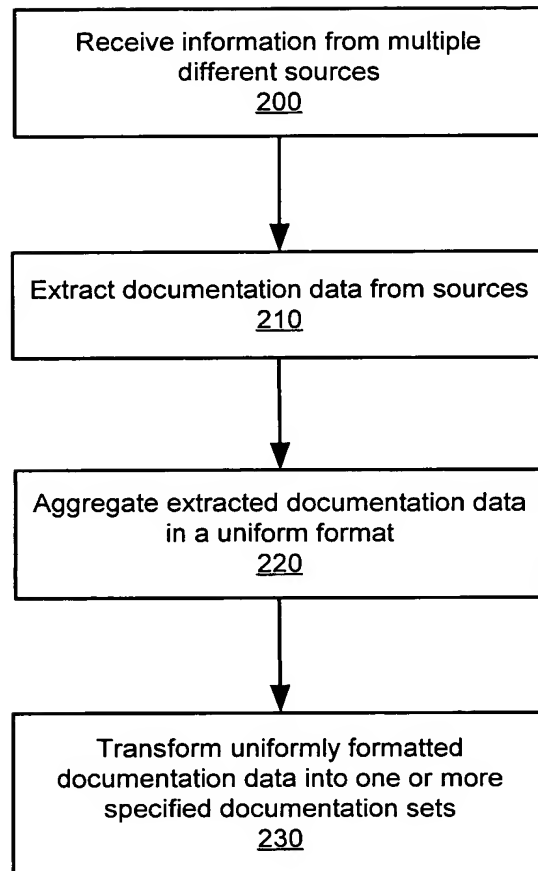 Receive information from multiple
different sources
200
Extract documentation data from sources
210
Aggregate extracted documentation data
in a uniform format
220
Transform uniformly formatted
documentation data into one or more
specified documentation sets
230